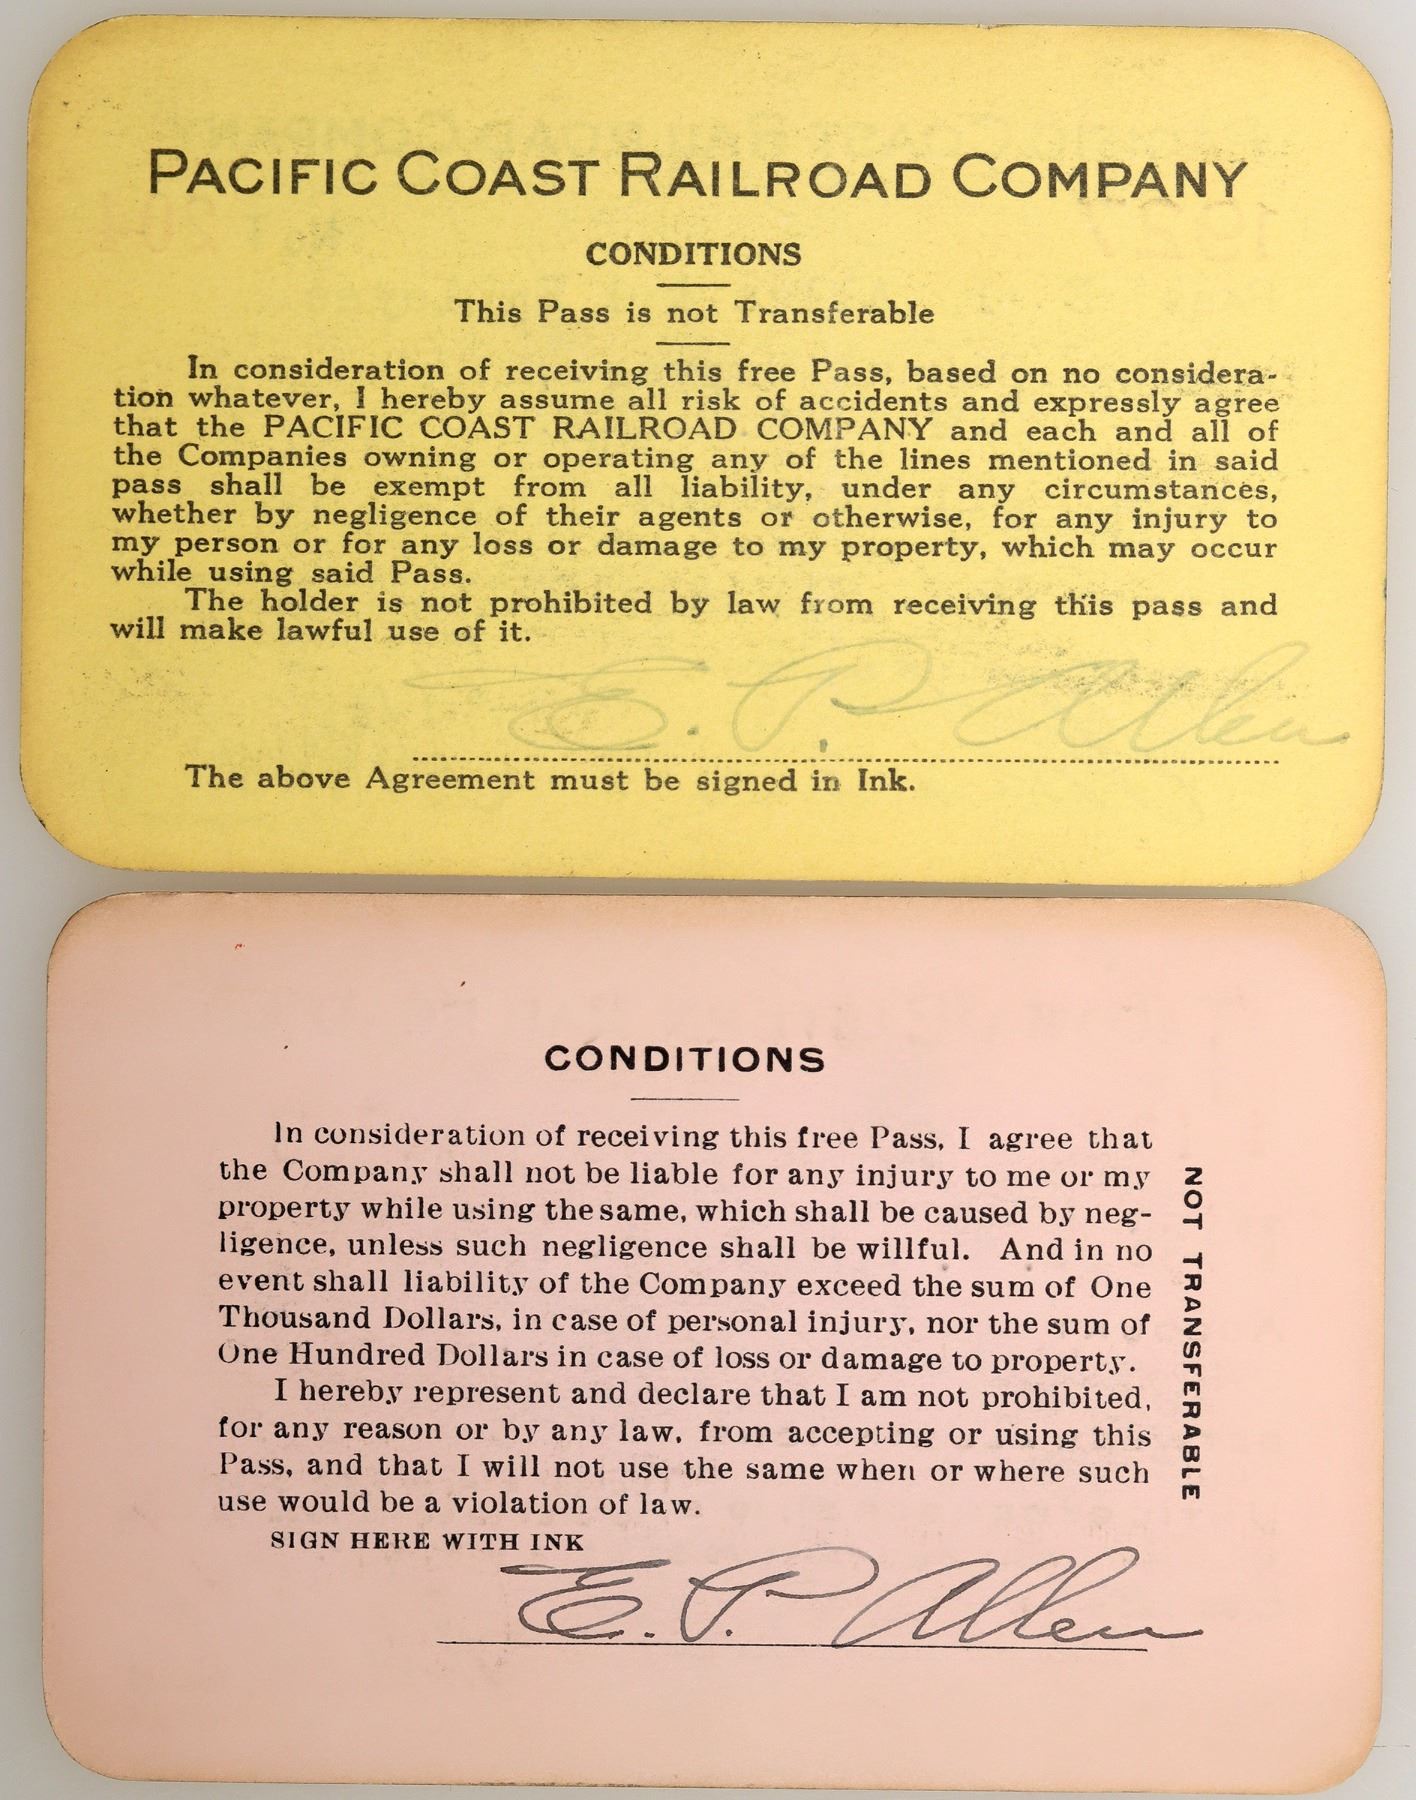 PACIFIC COAST RAILROAD COMPANY
CONDITIONS
This Pass is not Transferable
In consideration of receiving this free Pass, based on no considera-
tion whatever, I hereby assume all risk of accidents and expressly agree
that the PACIFIC COAST RAILROAD COMPANY and each and all of
the Companies owning or operating any of the lines mentioned in said
pass shall be exempt from all liability, under any circumstances,
whether by negligence of their agents or otherwise, for any injury to
my person or for any loss or damage to my property, which may occur
while using said Pass.
The holder is not prohibited by law from receiving this pass and
will make lawful use of it.
E. P. Allen
The above Agreement must be signed in Ink.
CONDITIONS
In consideration of receiving this free Pass, I agree that
the Company shall not be liable for any injury to me or my
property while using the same, which shall be caused by neg-
ligence, unless such negligence shall be willful. And in no
event shall liability of the Company exceed the sum of One
Thousand Dollars, in case of personal injury, nor the sum of
One Hundred Dollars in case of loss or damage to property.
I hereby represent and declare that I am not prohibited,
for any reason or by any law, from accepting or using this
Pass, and that I will not use the same when or where such
use would be a violation of law.
SIGN HERE WITH INK
E. P. Allen
NOT TRANSFERABLE